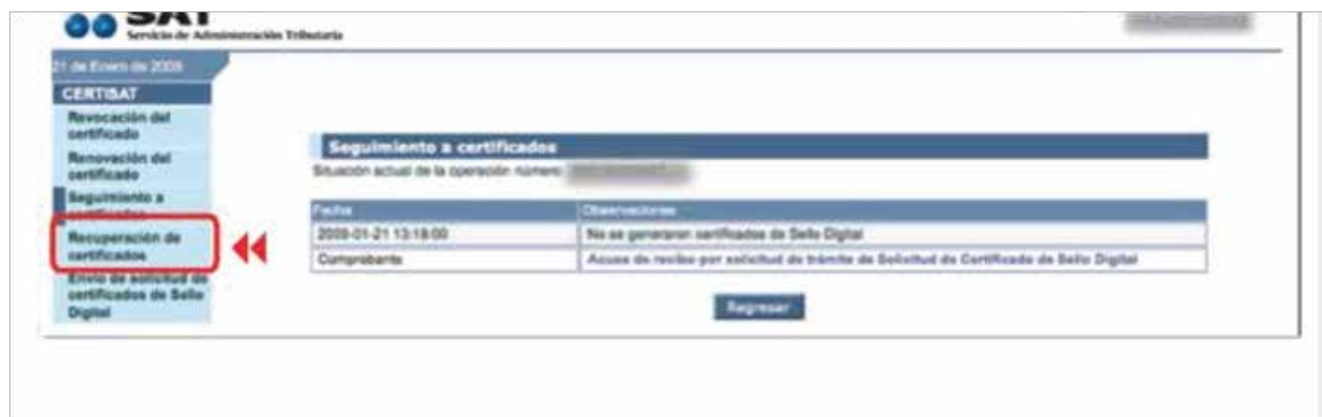 SAT
Servicio de Administración Tributaria
21 de Enero de 2009
CERTISAT
Revocación del
certificado
Renovación del
certificado
Seguimiento a
certificados
Recuperación de
certificados
Envío de solicitud de
certificados de Sello
Digital
Seguimiento a certificados
Situación actual de la operación número:
Fecha Observaciones
2009-01-21 13:18:00 No se generaron certificados de Sello Digital
Comprobante Acuse de recibo por solicitud de trámite de Solicitud de Certificado de Sello Digital
Regresar